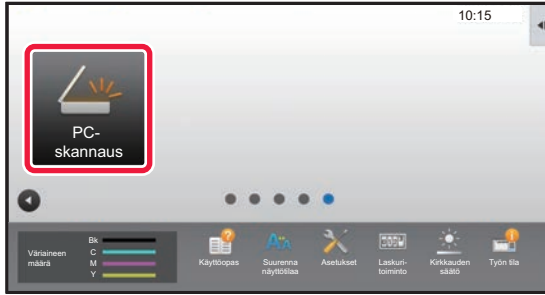 10:15
PC-
skannaus
Väriaineen
määrä
Bk
C
M
Y
Käyttöopas
Suurenna
näyttötilaa
Asetukset
Laskuri-
toiminto
Kirkkauden
säätö
Työn tila